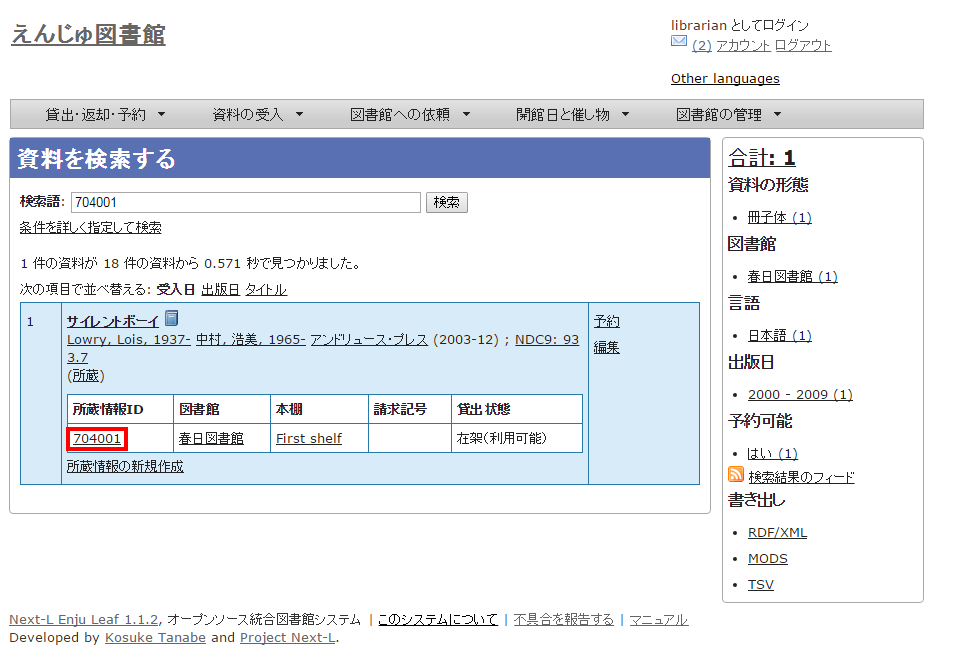 えんじゅ図書館
librarian としてログイン
(2) アカウント ログアウト
Other languages
貸出・返却・予約 ▼ 資料の受入 ▼ 図書館への依頼 ▼ 開館日と催し物 ▼ 図書館の管理 ▼
資料を検索する
検索語: 704001 検索
条件を詳しく指定して検索
1 件の資料が 18 件の資料から 0.571 秒で見つかりました。
次の項目で並べ替える: 受入日 出版日 タイトル
1 サイレントボーイ 予約
Lowry, Lois, 1937- 中村, 浩美, 1965- アンドリュース・プレス (2003-12) ; NDC9: 93
3.7 編集
(所蔵)
所蔵情報ID 図書館 本棚 請求記号 貸出状態
704001 春日図書館 First shelf 在架(利用可能)
所蔵情報の新規作成
合計: 1
資料の形態
• 冊子体 (1)
図書館
• 春日図書館 (1)
言語
• 日本語 (1)
出版日
• 2000 - 2009 (1)
予約可能
• はい (1)
検索結果のフィード
書き出し
• RDF/XML
• MODS
• TSV
Next-L Enju Leaf 1.1.2, オープンソース統合図書館システム | このシステムについて | 不具合を報告する | マニュアル
Developed by Kosuke Tanabe and Project Next-L.